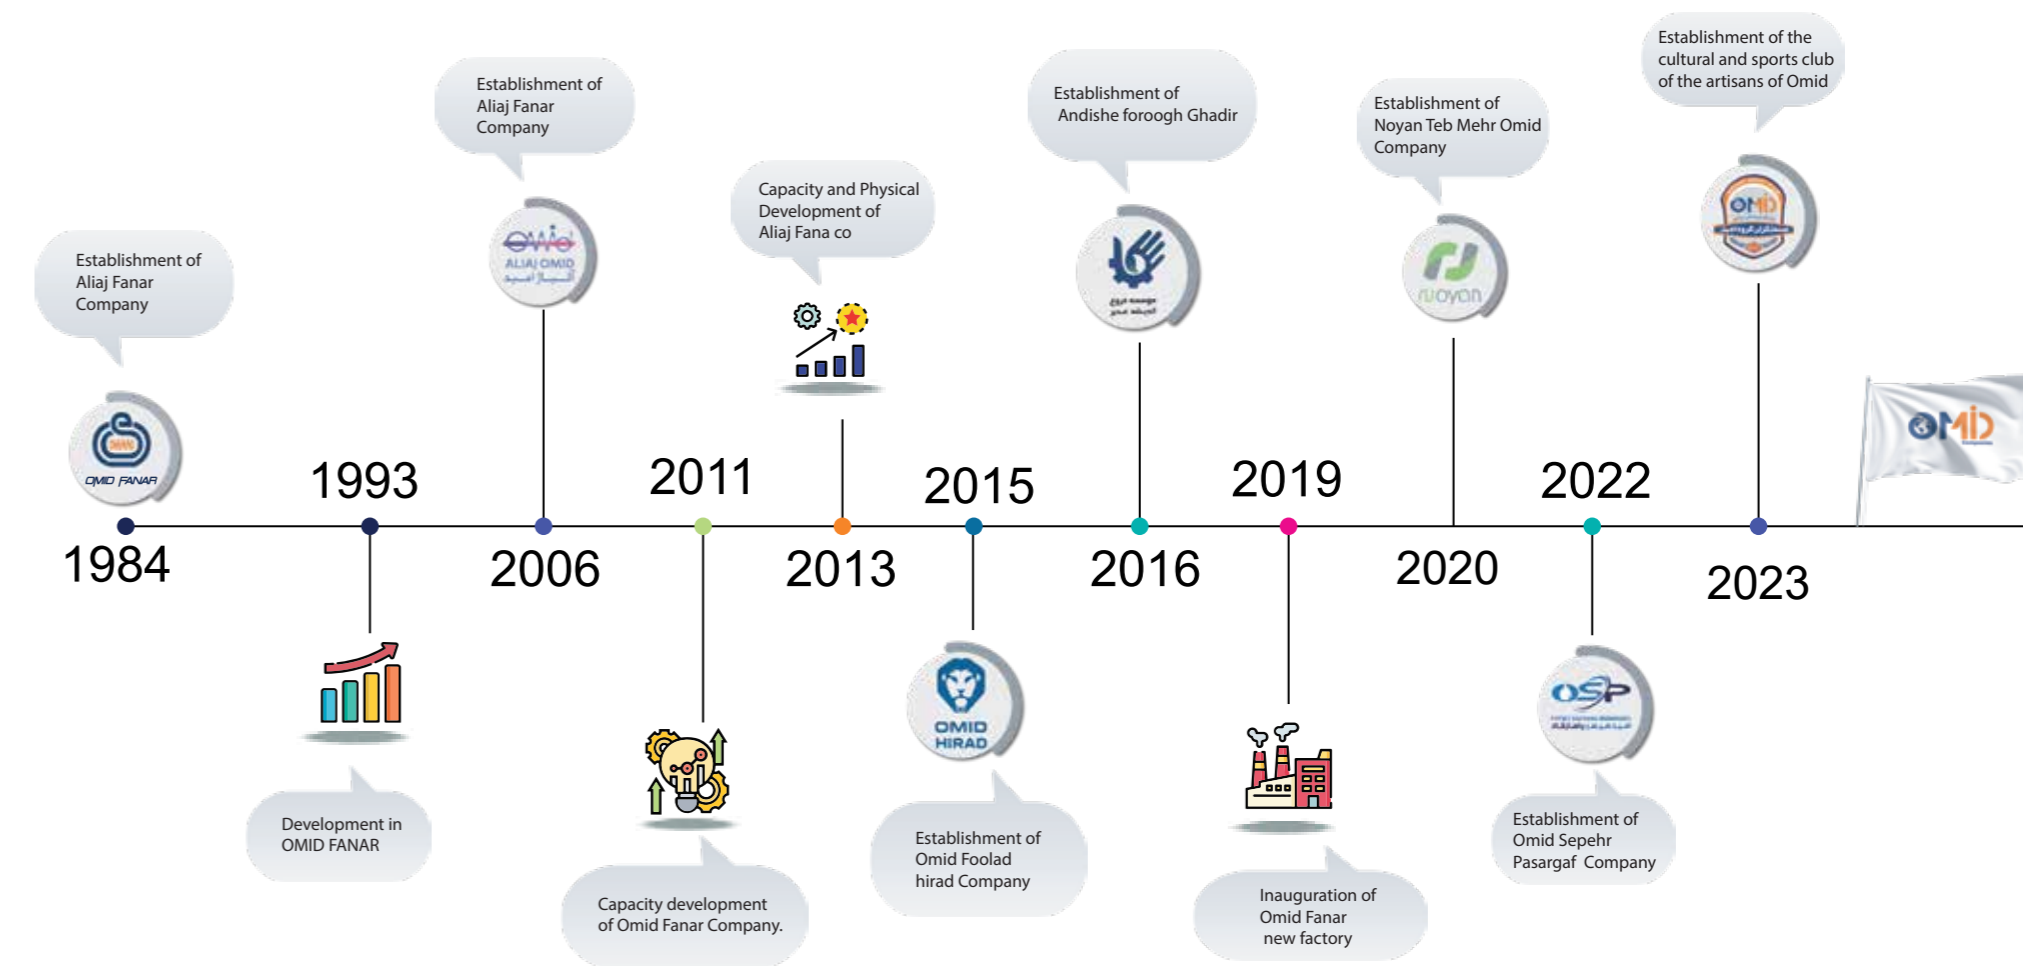 Establishment of
Aliaj Fanar
Company
OMID FANAR
1984
1993
Development in
OMID FANAR
Establishment of
Aliaj Fanar
Company
ALIAJ OMID
2006
2011
Capacity development
of Omid Fanar Company.
Capacity and Physical
Development of
Aliaj Fana co
2013
2015
OMID
HIRAD
Establishment of
Omid Foolad
hirad Company
Establishment of
Andishe foroogh Ghadir
2016
2019
Inauguration of
Omid Fanar
new factory
Establishment of
Noyan Teb Mehr Omid
Company
noyan
2020
2022
OSP
Establishment of
Omid Sepehr
Pasargaf Company
Establishment of the
cultural and sports club
of the artisans of Omid
OMID
2023
OMID